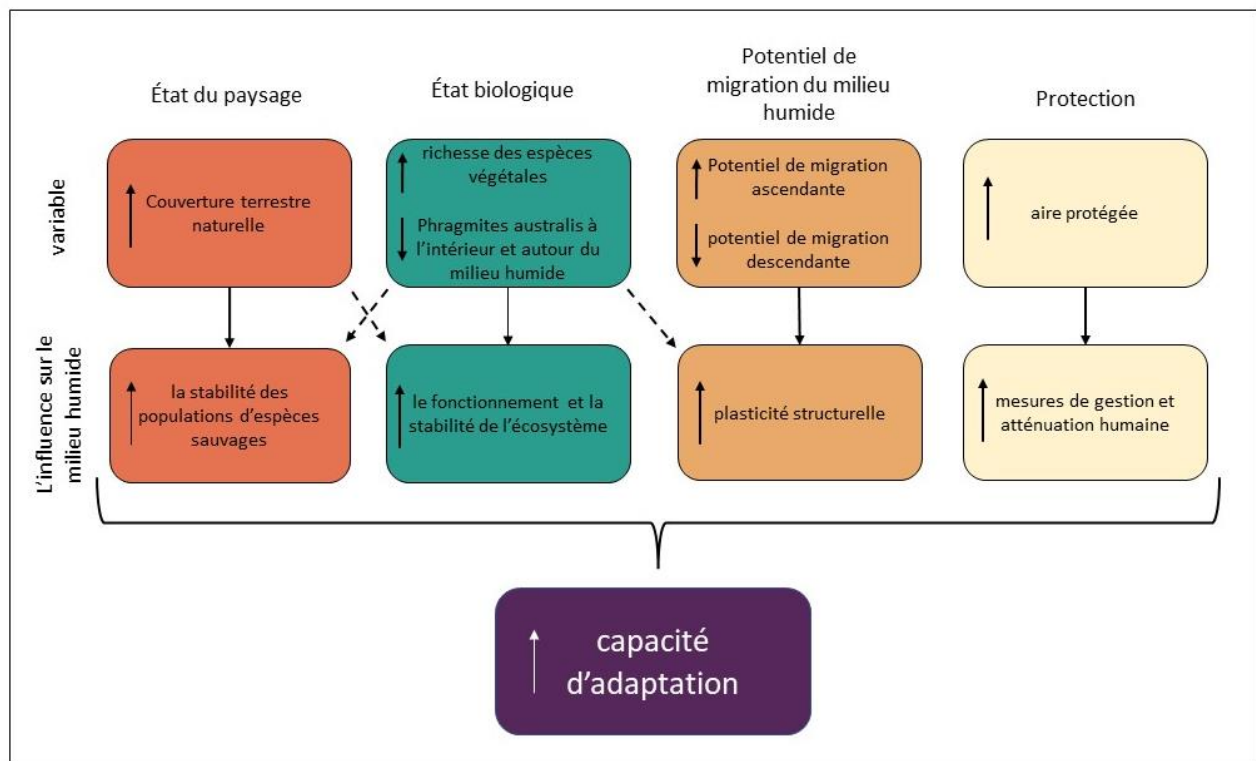 État du paysage
État biologique
Potentiel de
migration du milieu
humide
Protection
variable
Couverture terrestre
naturelle
richesse des espèces
végétales
Phragmites australis à
l'intérieur et autour du
milieu humide
Potentiel de migration
ascendante
potentiel de migration
descendante
aire protégée
L'influence sur le
milieu humide
la stabilité des
populations d'espèces
sauvages
le fonctionnement et la
stabilité de l'écosystème
plasticité structurelle
mesures de gestion et
atténuation humaine
capacité
d'adaptation